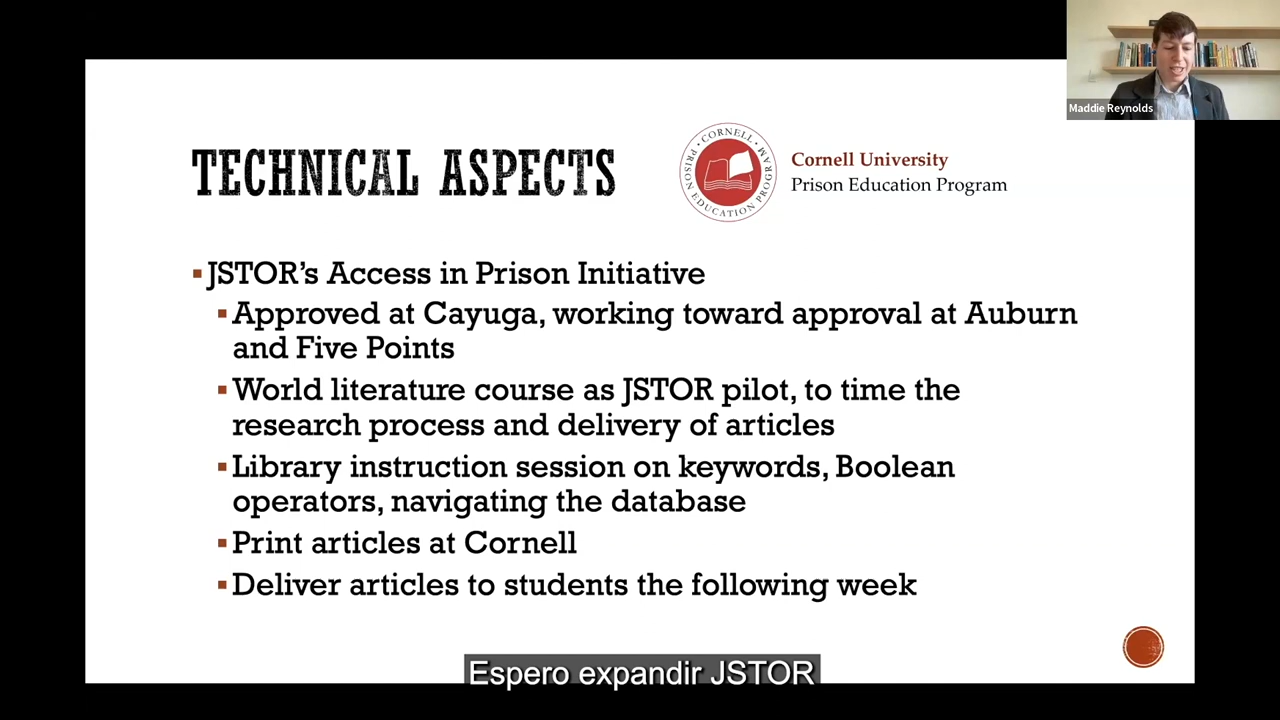 Maddie Reynolds
TECHNICAL ASPECTS
CORNELL
PRISON EDUCATION PROGRAM
Cornell University
Prison Education Program
JSTOR’s Access in Prison Initiative
Approved at Cayuga, working toward approval at Auburn
and Five Points
World literature course as JSTOR pilot, to time the
research process and delivery of articles
Library instruction session on keywords, Boolean
operators, navigating the database
Print articles at Cornell
Deliver articles to students the following week
Espero expandir JSTOR